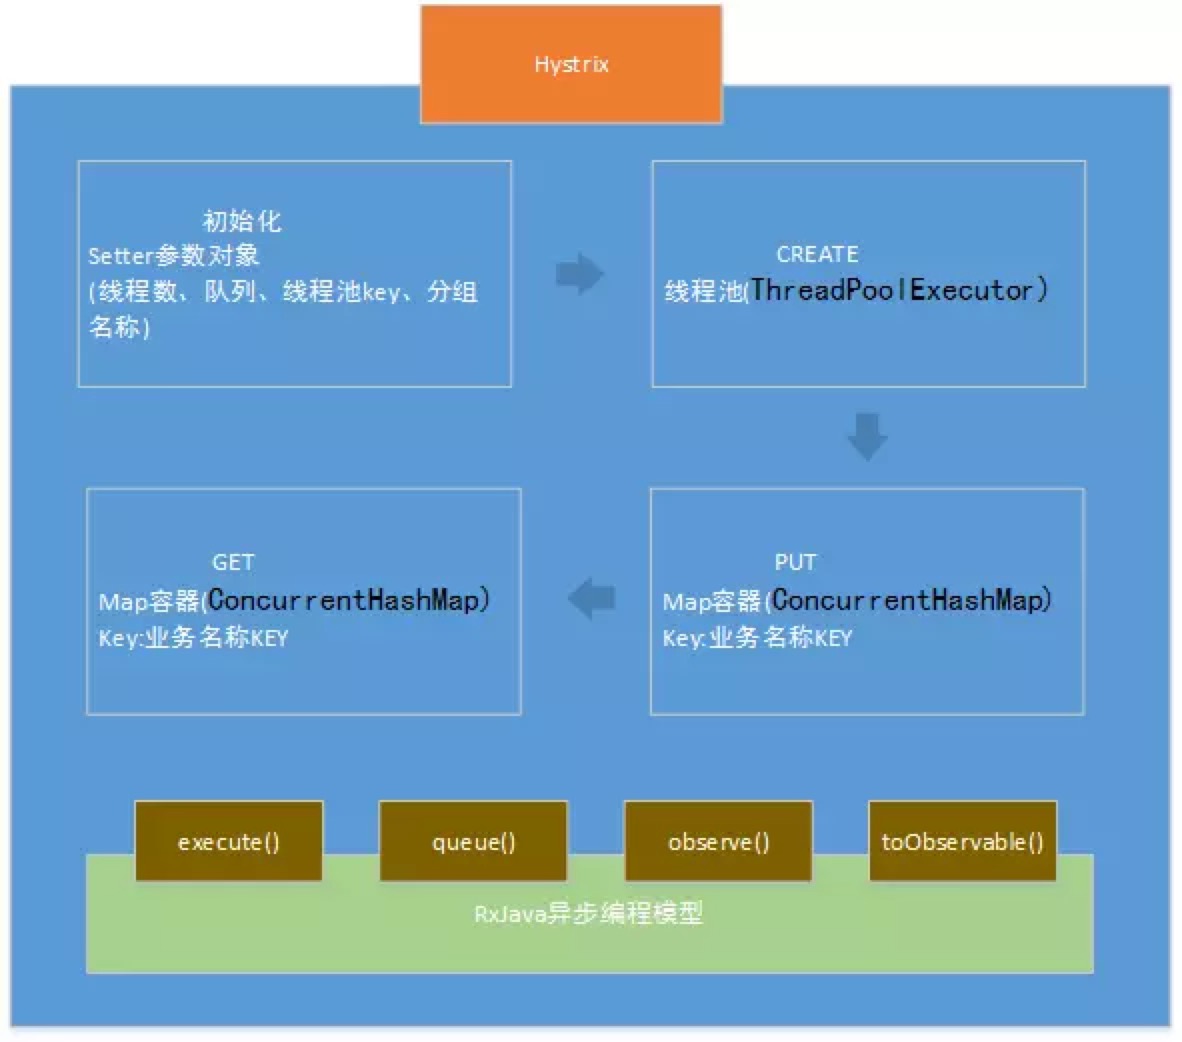 Hystrix
初始化
Setter参数对象
(线程数、队列、线程池key、分组
名称)
CREATE
线程池(ThreadPoolExecutor)
GET
Map容器(ConcurrentHashMap)
Key:业务名称KEY
PUT
Map容器(ConcurrentHashMap)
Key:业务名称KEY
execute()
queue()
observe()
toObservable()
RxJava异步编程模型